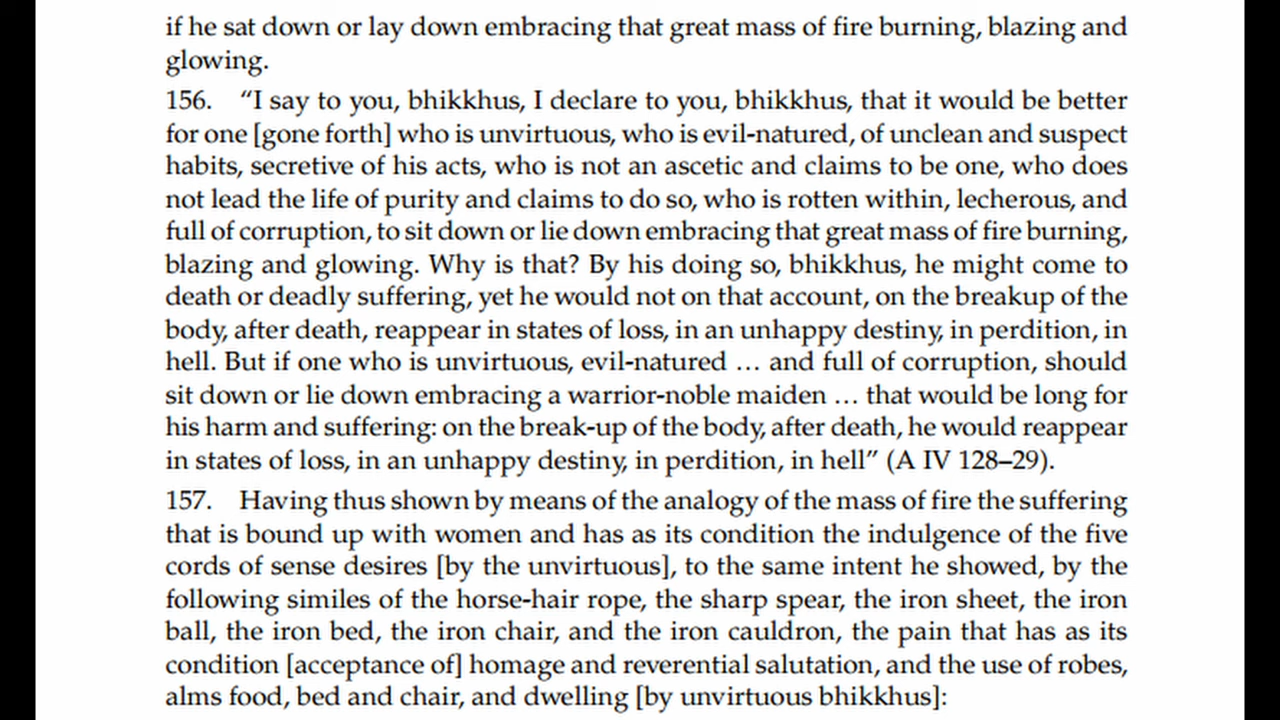 if he sat down or lay down embracing that great mass of fire burning, blazing and
glowing.
156. “I say to you, bhikkhus, I declare to you, bhikkhus, that it would be better
for one [gone forth] who is unvirtuous, who is evil-natured, of unclean and suspect
habits, secretive of his acts, who is not an ascetic and claims to be one, who does
not lead the life of purity and claims to do so, who is rotten within, lecherous, and
full of corruption, to sit down or lie down embracing that great mass of fire burning,
blazing and glowing. Why is that? By his doing so, bhikkhus, he might come to
death or deadly suffering, yet he would not on that account, on the breakup of the
body, after death, reappear in states of loss, in an unhappy destiny, in perdition, in
hell. But if one who is unvirtuous, evil-natured … and full of corruption, should
sit down or lie down embracing a warrior-noble maiden … that would be long for
his harm and suffering: on the break-up of the body, after death, he would reappear
in states of loss, in an unhappy destiny, in perdition, in hell” (A IV 128–29).
157. Having thus shown by means of the analogy of the mass of fire the suffering
that is bound up with women and has as its condition the indulgence of the five
cords of sense desires [by the unvirtuous], to the same intent he showed, by the
following similes of the horse-hair rope, the sharp spear, the iron sheet, the iron
ball, the iron bed, the iron chair, and the iron cauldron, the pain that has as its
condition [acceptance of] homage and reverential salutation, and the use of robes,
alms food, bed and chair, and dwelling [by unvirtuous bhikkhus]: